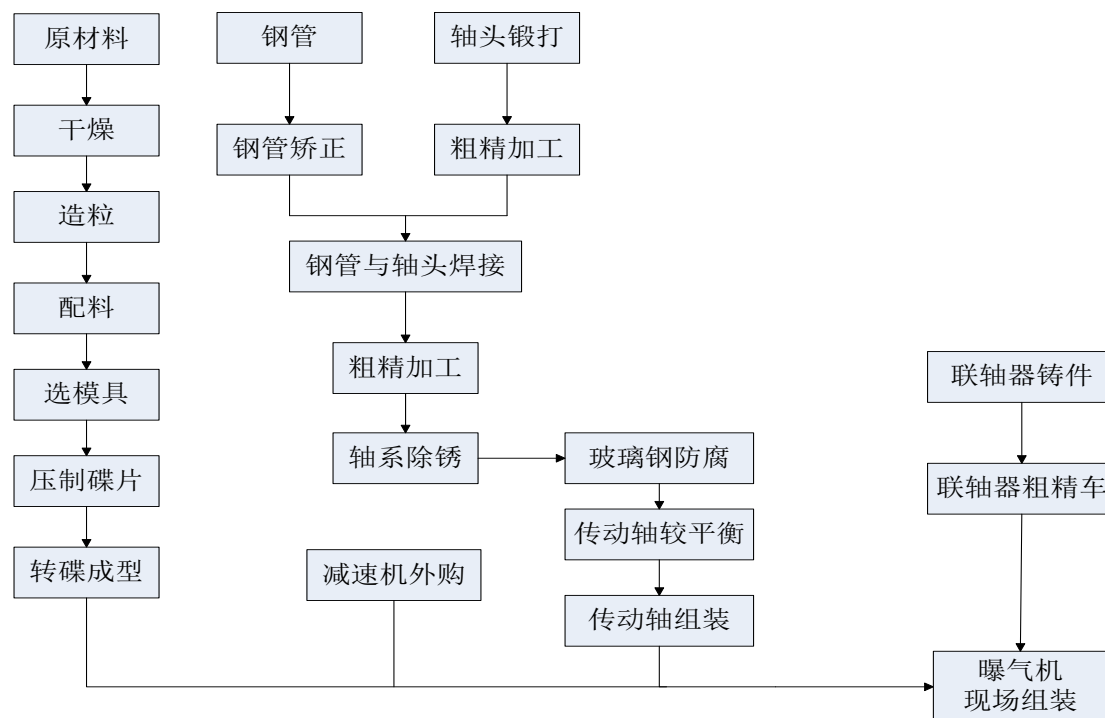 原材料
钢管
轴头锻打
干燥
钢管矫正
粗精加工
造粒
钢管与轴头焊接
配料
粗精加工
选模具
联轴器铸件
压制碟片
轴系除锈
玻璃钢防腐
联轴器粗精车
传动轴较平衡
转碟成型
减速机外购
传动轴组装
曝气机
现场组装